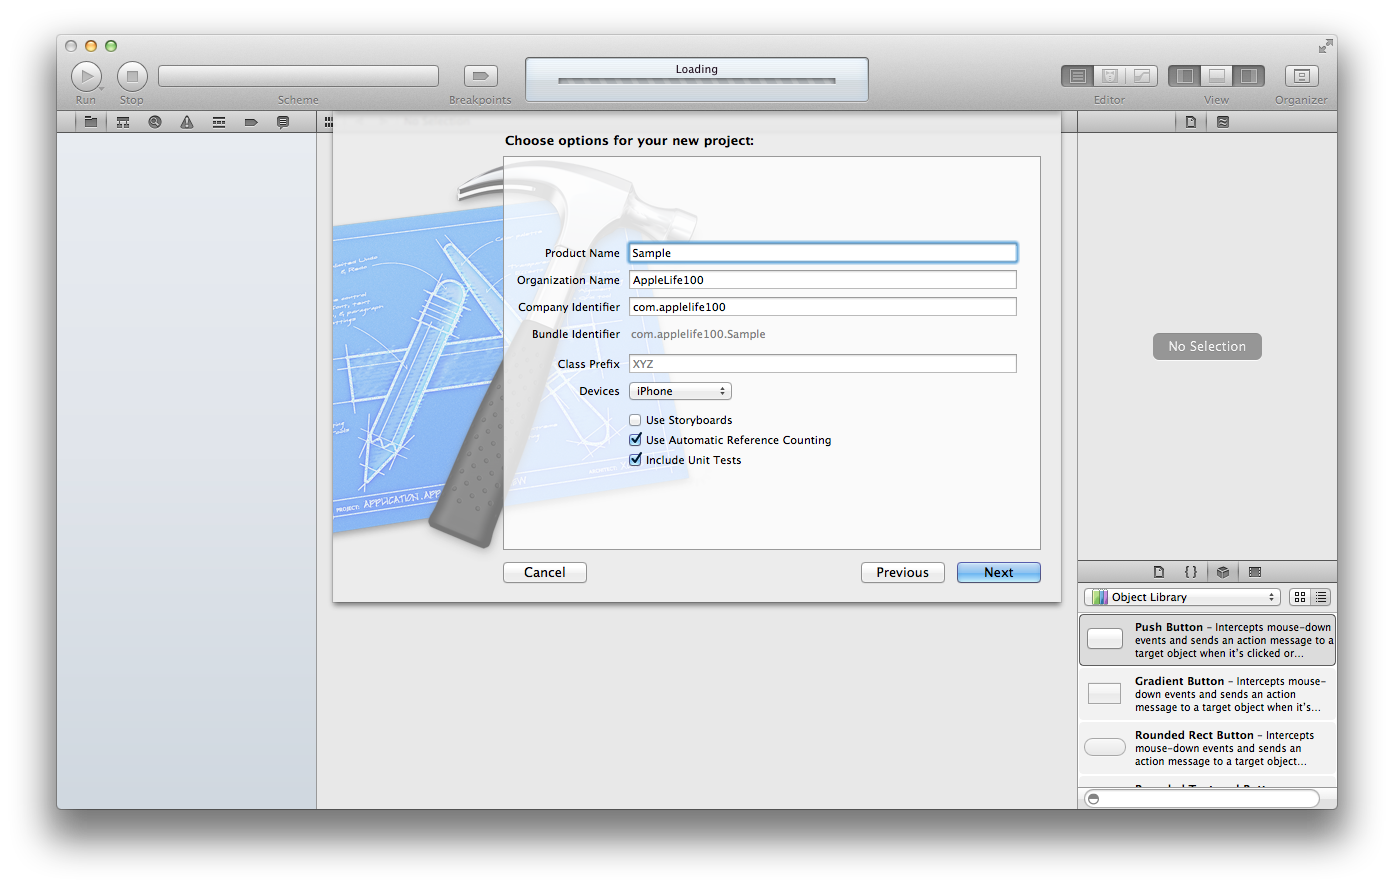 Loading
Run
Stop
Scheme
Breakpoints
Editor
View
Organizer
Choose options for your new project:
Product Name Sample
Organization Name AppleLife100
Company Identifier com.applelife100
Bundle Identifier com.applelife100.Sample
Class Prefix XYZ
Devices iPhone
Use Storyboards
Use Automatic Reference Counting
Include Unit Tests
PROJECT: APPLICATION.APP
Cancel
Previous
Next
No Selection
{ }
Object Library
Push Button – Intercepts mouse-down
events and sends an action message to a
target object when it's clicked or...
Gradient Button – Intercepts mouse-
down events and sends an action
message to a target object when it's...
Rounded Rect Button – Intercepts
mouse-down events and sends an
action message to a target object...